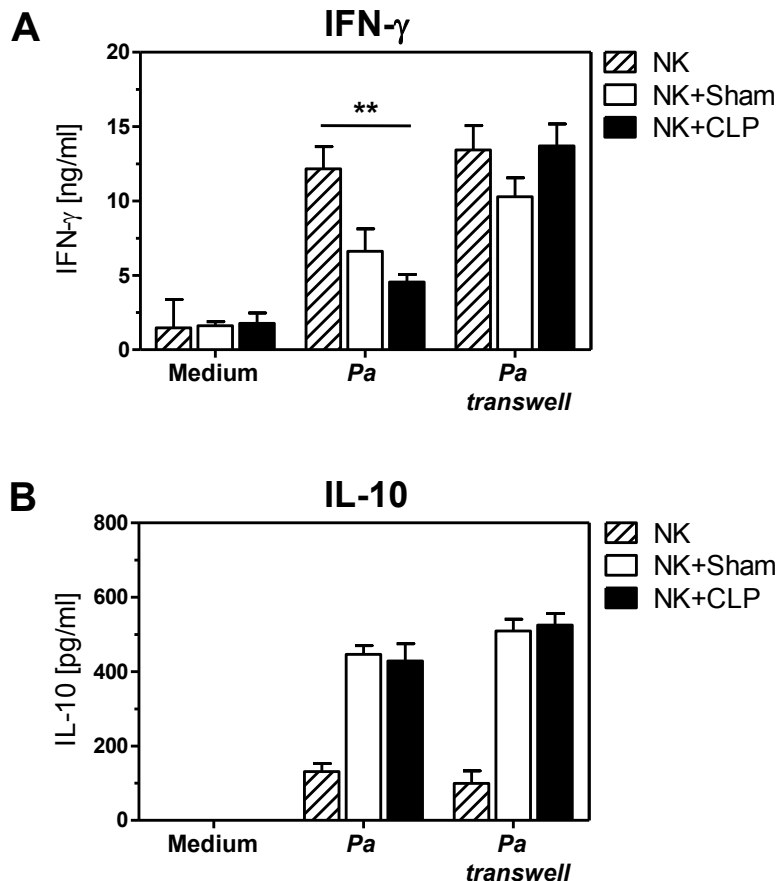 A
IFN-γ
IFN-γ [ng/ml]
20
15
10
5
0
**
NK
NK+Sham
NK+CLP
Medium
Pa
Pa
transwell
B
IL-10
IL-10 [pg/ml]
800
600
400
200
0
NK
NK+Sham
NK+CLP
Medium
Pa
Pa
transwell